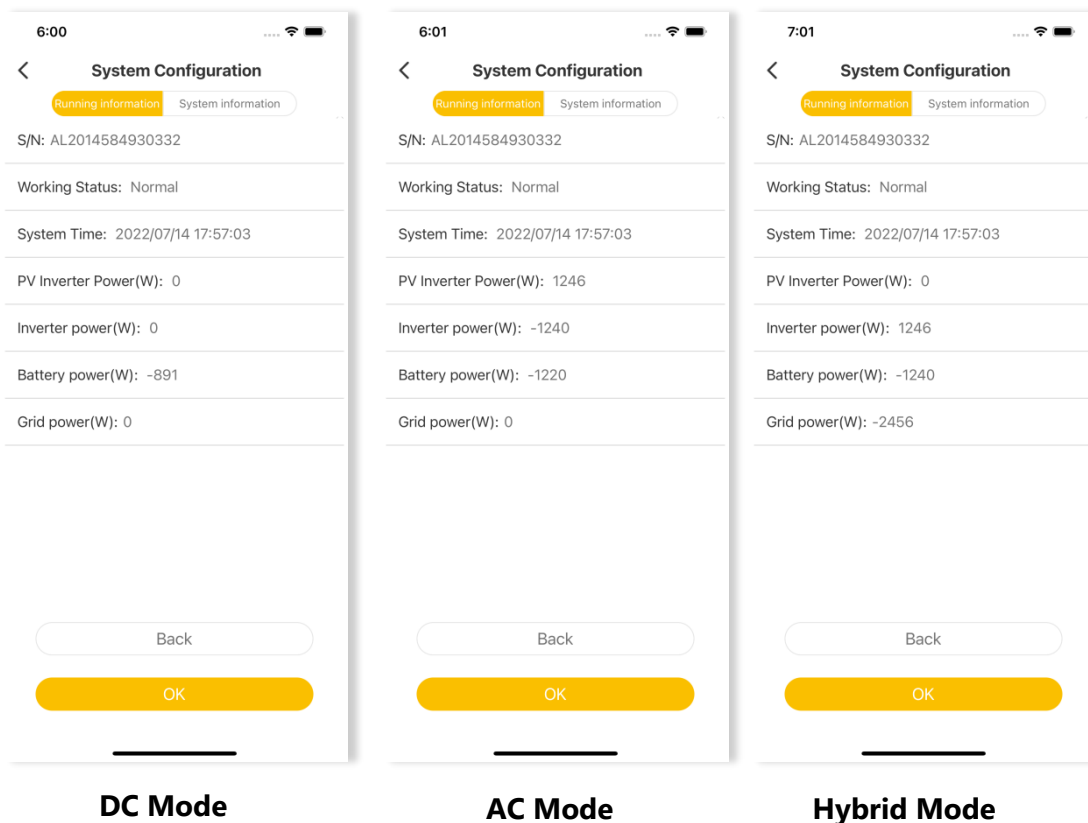 6:00
System Configuration
Running information System information
S/N: AL2014584930332
Working Status: Normal
System Time: 2022/07/14 17:57:03
PV Inverter Power(W): 0
Inverter power(W): 0
Battery power(W): -891
Grid power(W): 0
Back
OK
DC Mode
6:01
System Configuration
Running information System information
S/N: AL2014584930332
Working Status: Normal
System Time: 2022/07/14 17:57:03
PV Inverter Power(W): 1246
Inverter power(W): -1240
Battery power(W): -1220
Grid power(W): 0
Back
OK
AC Mode
7:01
System Configuration
Running information System information
S/N: AL2014584930332
Working Status: Normal
System Time: 2022/07/14 17:57:03
PV Inverter Power(W): 0
Inverter power(W): 1246
Battery power(W): -1240
Grid power(W): -2456
Back
OK
Hybrid Mode